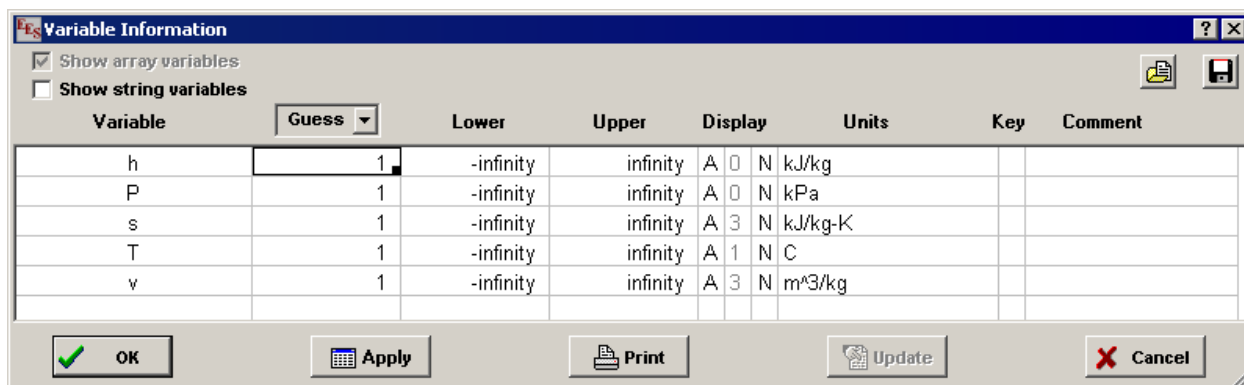 EES Variable Information ? X
Show array variables
Show string variables
Variable Guess Lower Upper Display Units Key Comment
h 1 -infinity infinity A 0 N kJ/kg
P 1 -infinity infinity A 0 N kPa
s 1 -infinity infinity A 3 N kJ/kg-K
T 1 -infinity infinity A 1 N C
v 1 -infinity infinity A 3 N m^3/kg
OK Apply Print Update Cancel